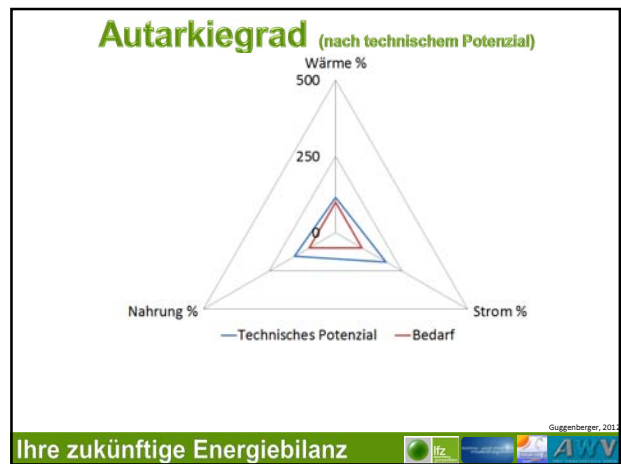 Autarkiegrad (nach technischem Potenzial)
Wärme %
500
250
0
Nahrung %
Strom %
Technisches Potenzial
Bedarf
Guggenberger, 2012
Ihre zukünftige Energiebilanz
lfz
AWV